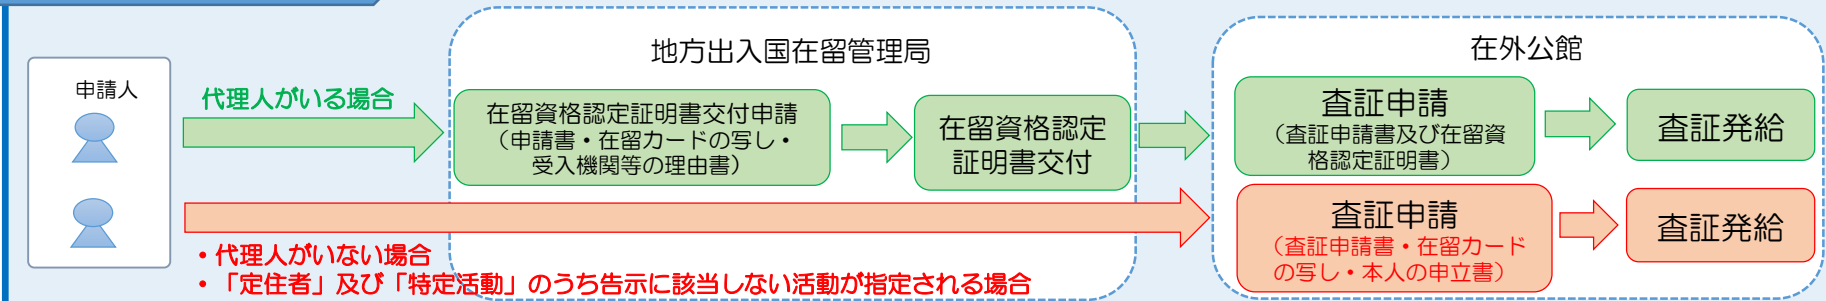 地方出入国在留管理局
在外公館
申請人
代理人がいる場合
在留資格認定証明書交付申請
（申請書・在留カードの写し・
受入機関等の理由書）
在留資格認定
証明書交付
査証申請
（査証申請書及び在留資
格認定証明書）
査証発給
・代理人がいない場合
・「定住者」及び「特定活動」のうち告示に該当しない活動が指定される場合
査証申請
（査証申請書・在留カード
の写し・本人の申立書）
査証発給